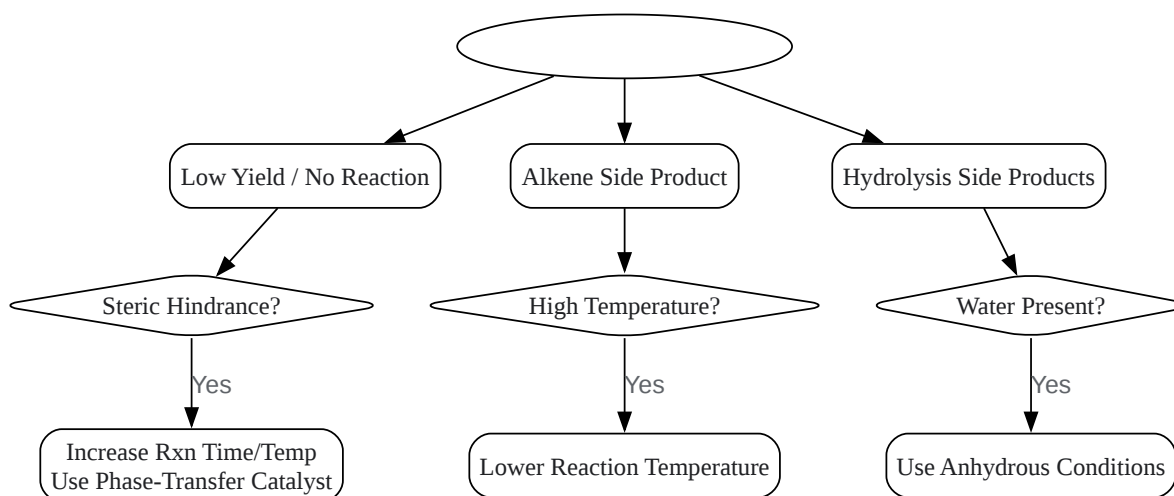 Low Yield / No Reaction
Alkene Side Product
Hydrolysis Side Products
Steric Hindrance?
High Temperature?
Water Present?
Yes
Yes
Yes
Increase Rxn Time/Temp
Use Phase-Transfer Catalyst
Lower Reaction Temperature
Use Anhydrous Conditions